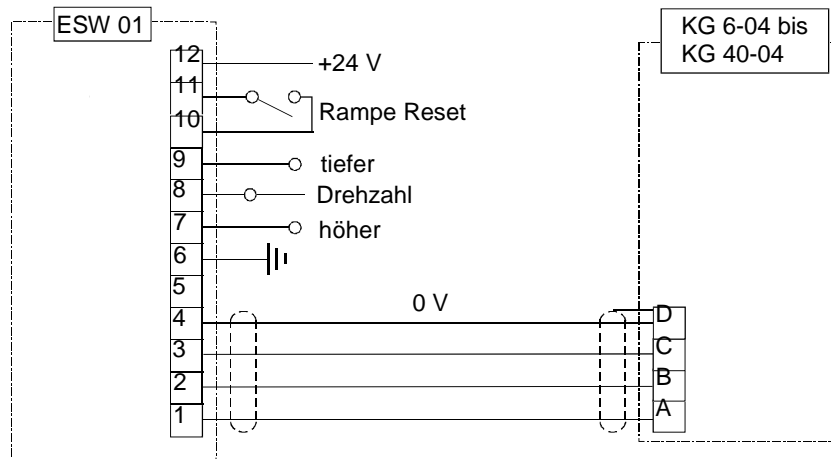 ESW 01
KG 6-04 bis
KG 40-04
12
+24 V
11
10
Rampe Reset
9
tiefer
8
Drehzahl
7
höher
6
5
0 V
4
D
3
C
2
B
1
A